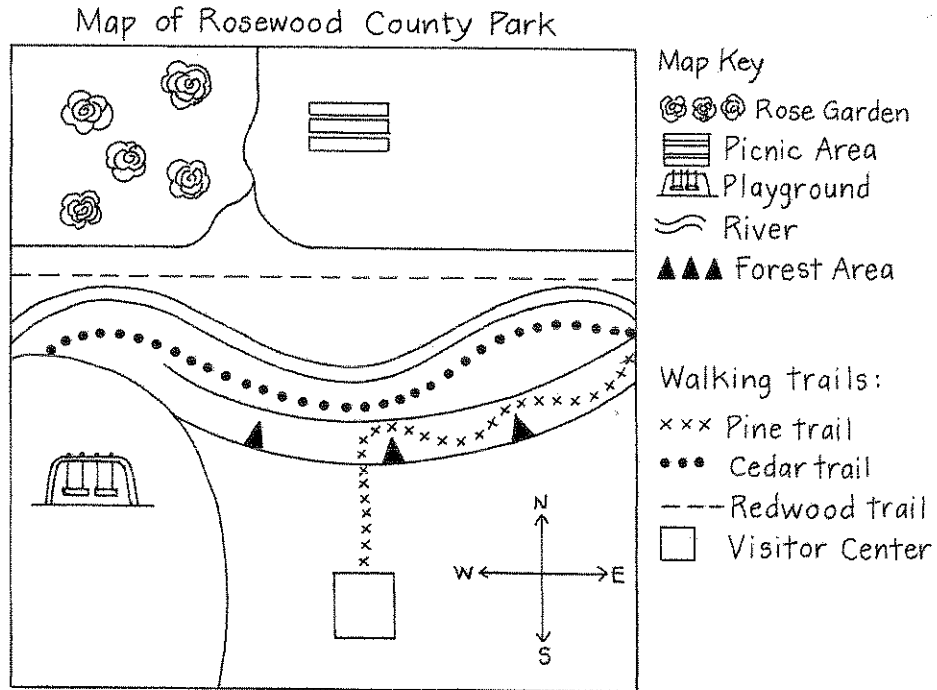 Map of Rosewood County Park
Map Key
Rose Garden
Picnic Area
Playground
River
Forest Area
Walking trails:
Pine trail
Cedar trail
Redwood trail
Visitor Center
N
W E
S